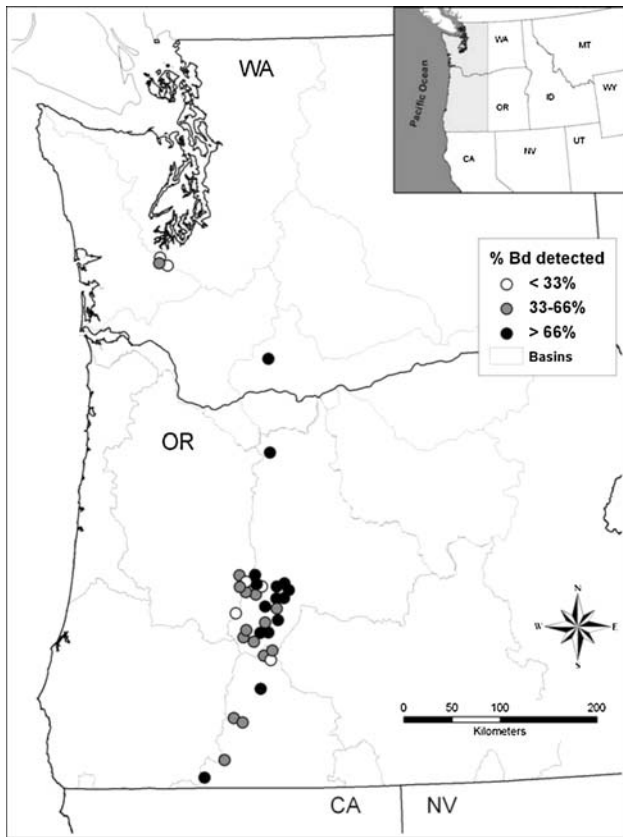 WA
Pacific Ocean
WA
MT
OR
ID
WY
CA
NV
UT
% Bd detected
< 33%
33-66%
> 66%
Basins
OR
N
W E
S
0 50 100 200
Kilometers
CA NV